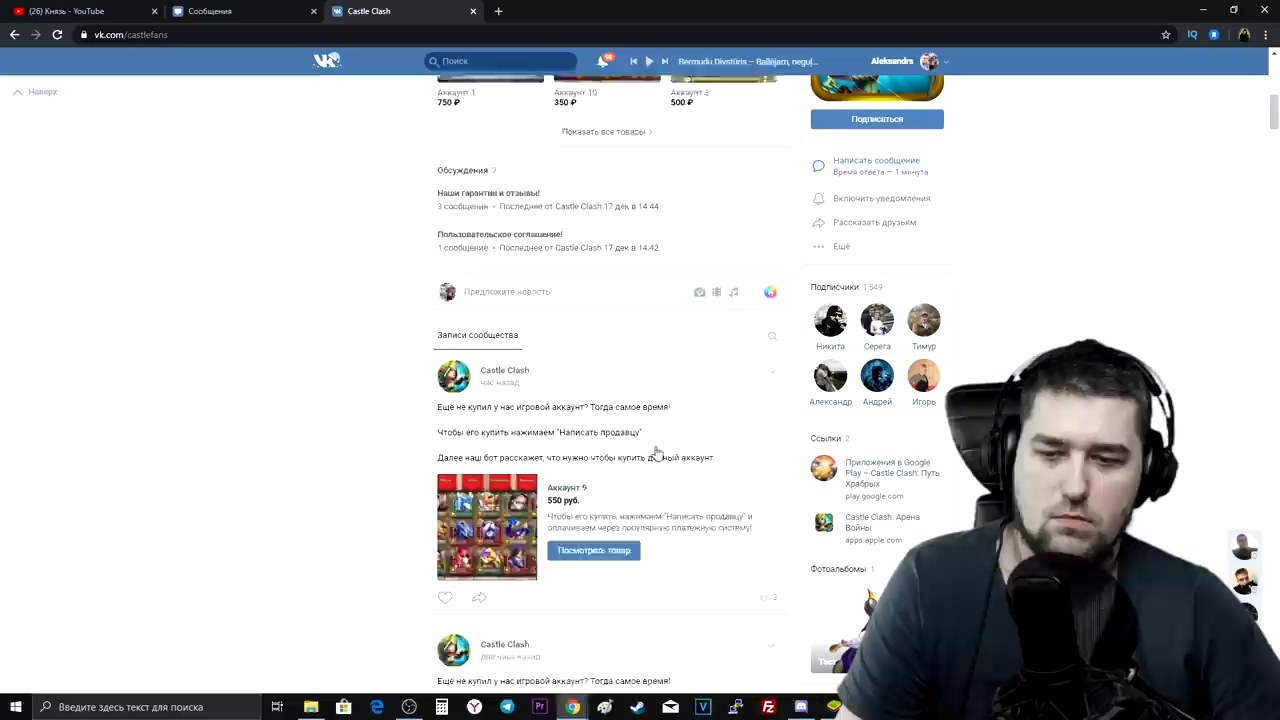 (26) Князь - YouTube
Сообщения
Castle Clash
vk.com/castlefans
Поиск
Bermudu Divstūris – Ballējam, neguļ...
Aleksandrs
Наверх
Аккаунт 1
750 ₽
Аккаунт 10
350 ₽
Аккаунт
500 ₽
Показать все товары
Подписаться
Обсуждения 2
Наши гарантии и отзывы!
3 сообщения • Последнее от Castle Clash 17 дек в 14:44
Пользовательское соглашение!
1 сообщение • Последнее от Castle Clash 17 дек в 14:42
Предложите новость
Записи сообщества
Castle Clash
час назад
Ещё не купил у нас игровой аккаунт? Тогда самое время!
Чтобы его купить нажимаем "Написать продавцу"
Далее наш бот расскажет, что нужно чтобы купить аккаунт
Аккаунт 9
550 руб.
Чтобы его купить, нажимаем "Написать продавцу" и
оплачиваем через популярную платежную систему!
Посмотреть товар
3
Castle Clash
два часа назад
Ещё не купил у нас игровой аккаунт? Тогда самое время!
Написать сообщение
Время ответа — 1 минута
Включить уведомления
Рассказать друзьям
Ещё
Подписчики 1 549
Никита
Серега
Тимур
Александр
Андрей
Игорь
Ссылки 2
Приложения в Google
Play – Castle Clash: Путь
Храбрых
play.google.com
Castle Clash: Арена
Войны
apps.apple.com
Фотоальбомы 1
Тест
Введите здесь текст для поиска